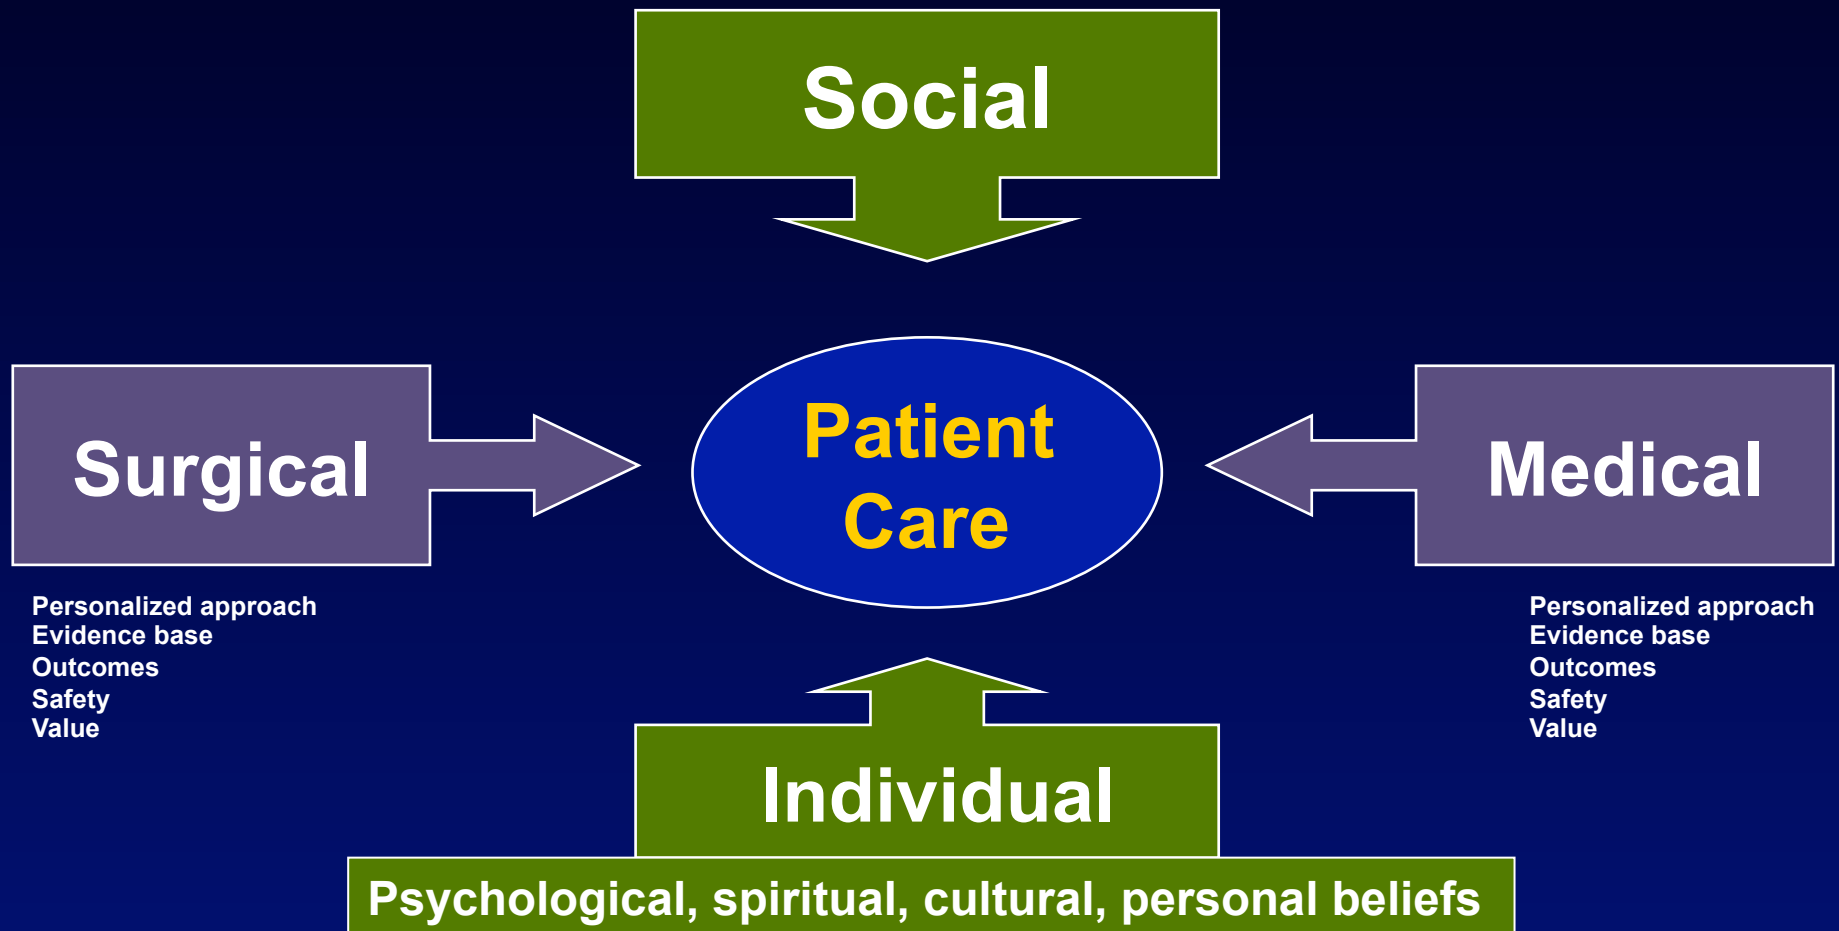 Social
Surgical
Patient
Care
Medical
Personalized approach
Evidence base
Outcomes
Safety
Value
Personalized approach
Evidence base
Outcomes
Safety
Value
Individual
Psychological, spiritual, cultural, personal beliefs